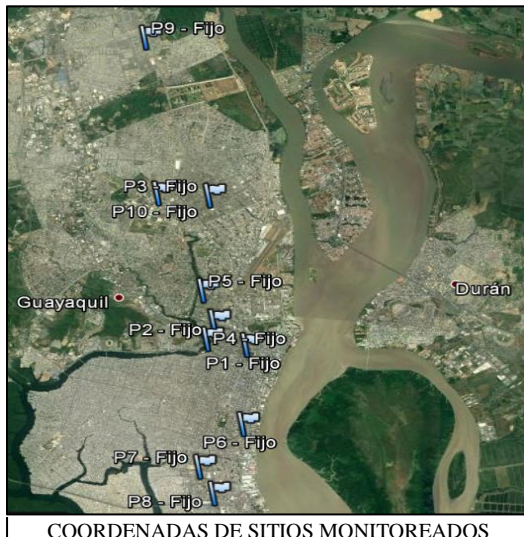 P9 - Fijo
P3 - Fijo
P10 - Fijo
P5 - Fijo
Guayaquil
Durán
P2 - Fijo
P4 - Fijo
P1 - Fijo
P6 - Fijo
P7 - Fijo
P8 - Fijo
COORDENADAS DE SITIOS MONITOREADOS